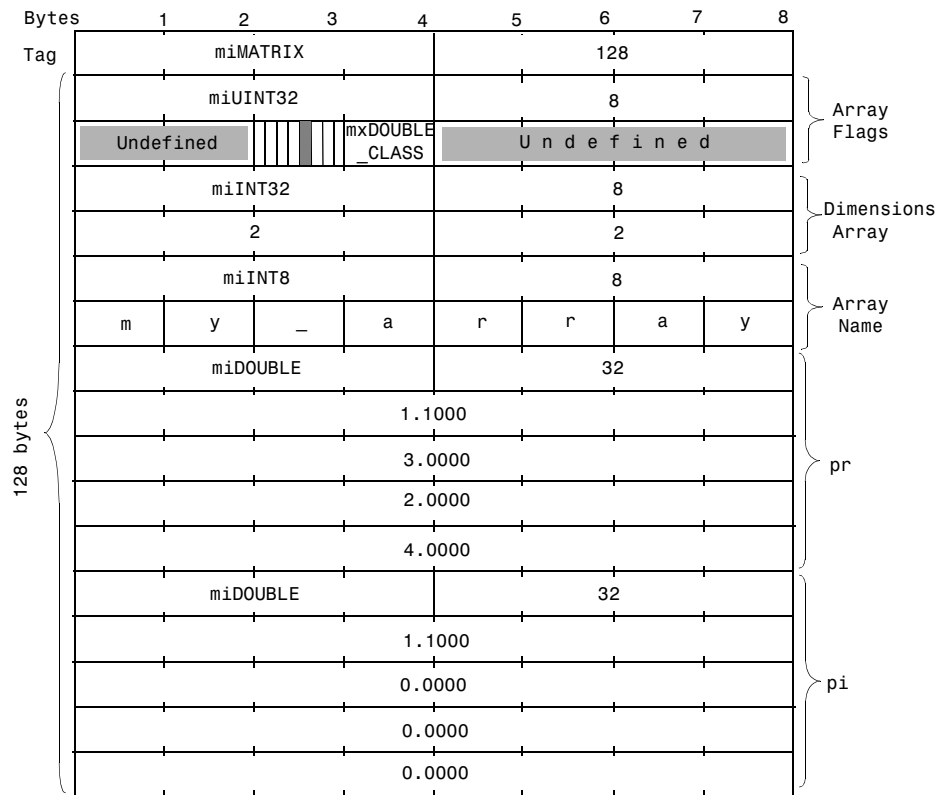 Bytes 1 2 3 4 5 6 7 8
Tag miMATRIX 128
miUINT32 8
Array
Flags
Undefined mxDOUBLE
_CLASS
Undefined
miINT32 8
Dimensions
Array
2 2
miINT8 8
Array
Name
m y _ a r r a y
miDOUBLE 32
1.1000
3.0000
pr
2.0000
4.0000
128 bytes
miDOUBLE 32
1.1000
0.0000
pi
0.0000
0.0000